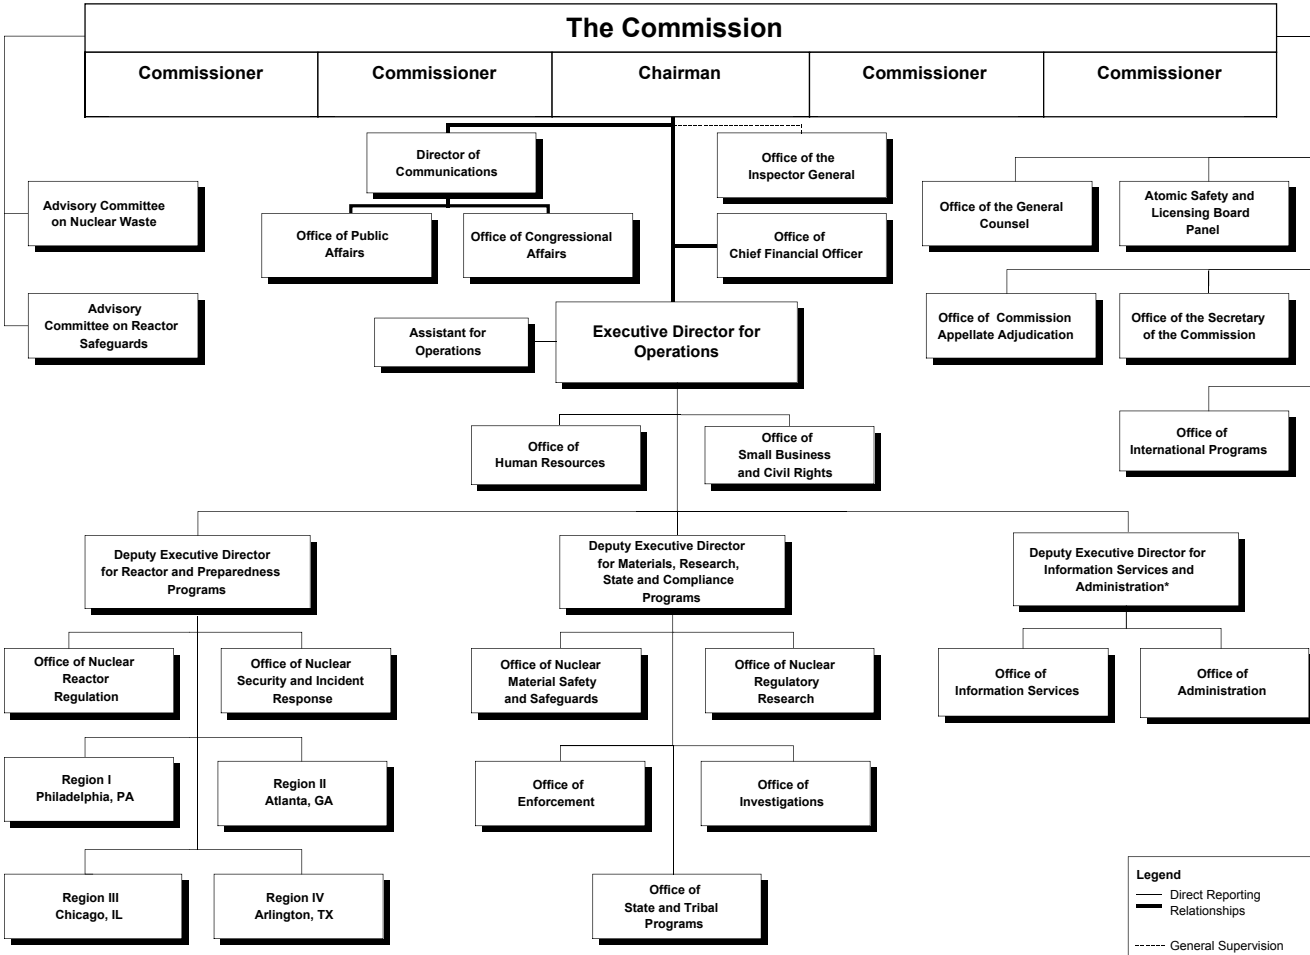 The Commission
Commissioner
Commissioner
Chairman
Commissioner
Commissioner
Director of
Communications
Office of the
Inspector General
Advisory Committee
on Nuclear Waste
Office of Public
Affairs
Office of Congressional
Affairs
Office of
Chief Financial Officer
Office of the General
Counsel
Atomic Safety and
Licensing Board
Panel
Advisory
Committee on Reactor
Safeguards
Assistant for
Operations
Executive Director for
Operations
Office of Commission
Appellate Adjudication
Office of the Secretary
of the Commission
Office of
Human Resources
Office of
Small Business
and Civil Rights
Office of
International Programs
Deputy Executive Director
for Reactor and Preparedness
Programs
Deputy Executive Director
for Materials, Research,
State and Compliance
Programs
Deputy Executive Director for
Information Services and
Administration*
Office of Nuclear
Reactor
Regulation
Office of Nuclear
Security and Incident
Response
Office of Nuclear
Material Safety
and Safeguards
Office of Nuclear
Regulatory
Research
Office of
Information Services
Office of
Administration
Region I
Philadelphia, PA
Region II
Atlanta, GA
Office of
Enforcement
Office of
Investigations
Region III
Chicago, IL
Region IV
Arlington, TX
Office of
State and Tribal
Programs
Legend
Direct Reporting
Relationships
General Supervision